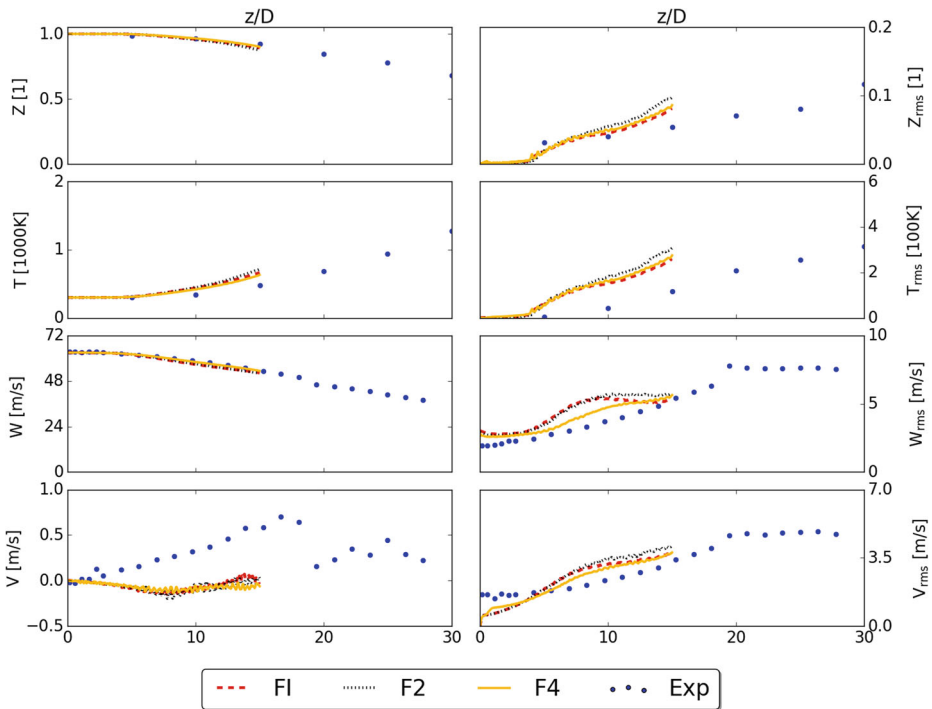 z/D
z/D
1.0
0.5
0.0
Z [1]
0.2
0.1
0.0
Z_rms [1]
2
1
0
T [1000K]
6
4
2
0
T_rms [100K]
72
48
24
0
W [m/s]
10
5
0
W_rms [m/s]
1.0
0.5
0.0
−0.5
V [m/s]
0 10 20 30
7.0
3.5
0.0
V_rms [m/s]
0 10 20 30
FI F2 F4 Exp